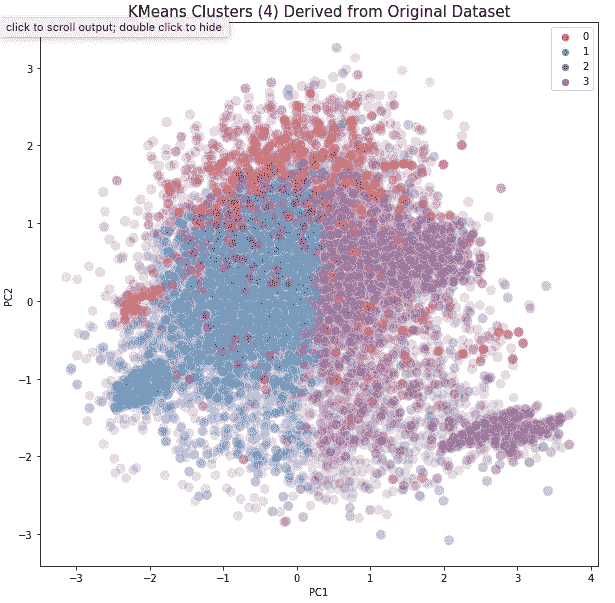 KMeans Clusters (4) Derived from Original Dataset
click to scroll output; double click to hide
0
1
2
3
3
2
1
0
−1
−2
−3
PC2
−3 −2 −1 0 1 2 3 4
PC1